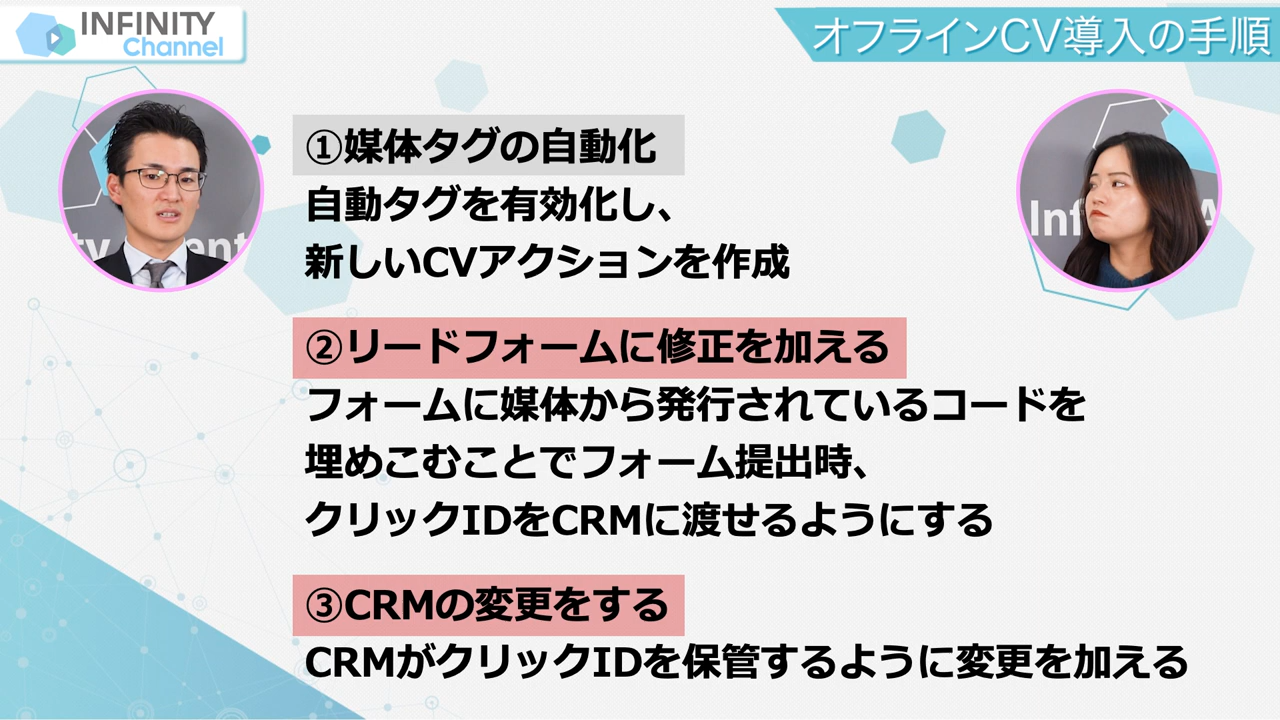 INFINITY
Channel
オフラインCV導入の手順
①媒体タグの自動化
自動タグを有効化し、
新しいCVアクションを作成
②リードフォームに修正を加える
フォームに媒体から発行されているコードを
埋めこむことでフォーム提出時、
クリックIDをCRMに渡せるようにする
③CRMの変更をする
CRMがクリックIDを保管するように変更を加える